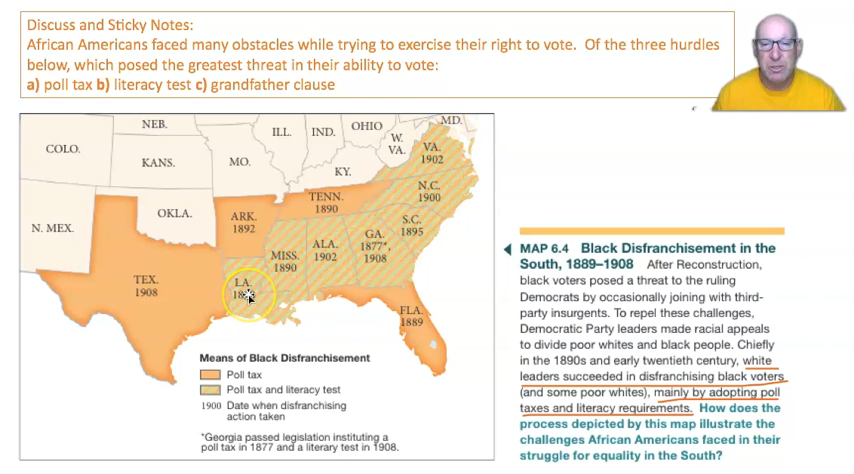 Discuss and Sticky Notes:
African Americans faced many obstacles while trying to exercise their right to vote. Of the three hurdles
below, which posed the greatest threat in their ability to vote:
a) poll tax b) literacy test c) grandfather clause
NEB.
ILL.
IND.
OHIO
MD.
COLO.
KANS.
MO.
W.
VA.
KY.
VA.
1902
N. MEX.
OKLA.
ARK.
1892
TENN.
1890
N.C.
1900
S.C.
1895
TEX.
1908
LA.
MISS.
1890
ALA.
1902
GA.
1877*,
1908
FLA.
1889
Means of Black Disfranchisement
Poll tax
Poll tax and literacy test
1900 Date when disfranchising
action taken
*Georgia passed legislation instituting a
poll tax in 1877 and a literary test in 1908.
MAP 6.4 Black Disfranchisement in the
South, 1889–1908 After Reconstruction,
black voters posed a threat to the ruling
Democrats by occasionally joining with third-
party insurgents. To repel these challenges,
Democratic Party leaders made racial appeals
to divide poor whites and black people. Chiefly
in the 1890s and early twentieth century, white
leaders succeeded in disfranchising black voters
(and some poor whites), mainly by adopting poll
taxes and literacy requirements. How does the
process depicted by this map illustrate the
challenges African Americans faced in their
struggle for equality in the South?